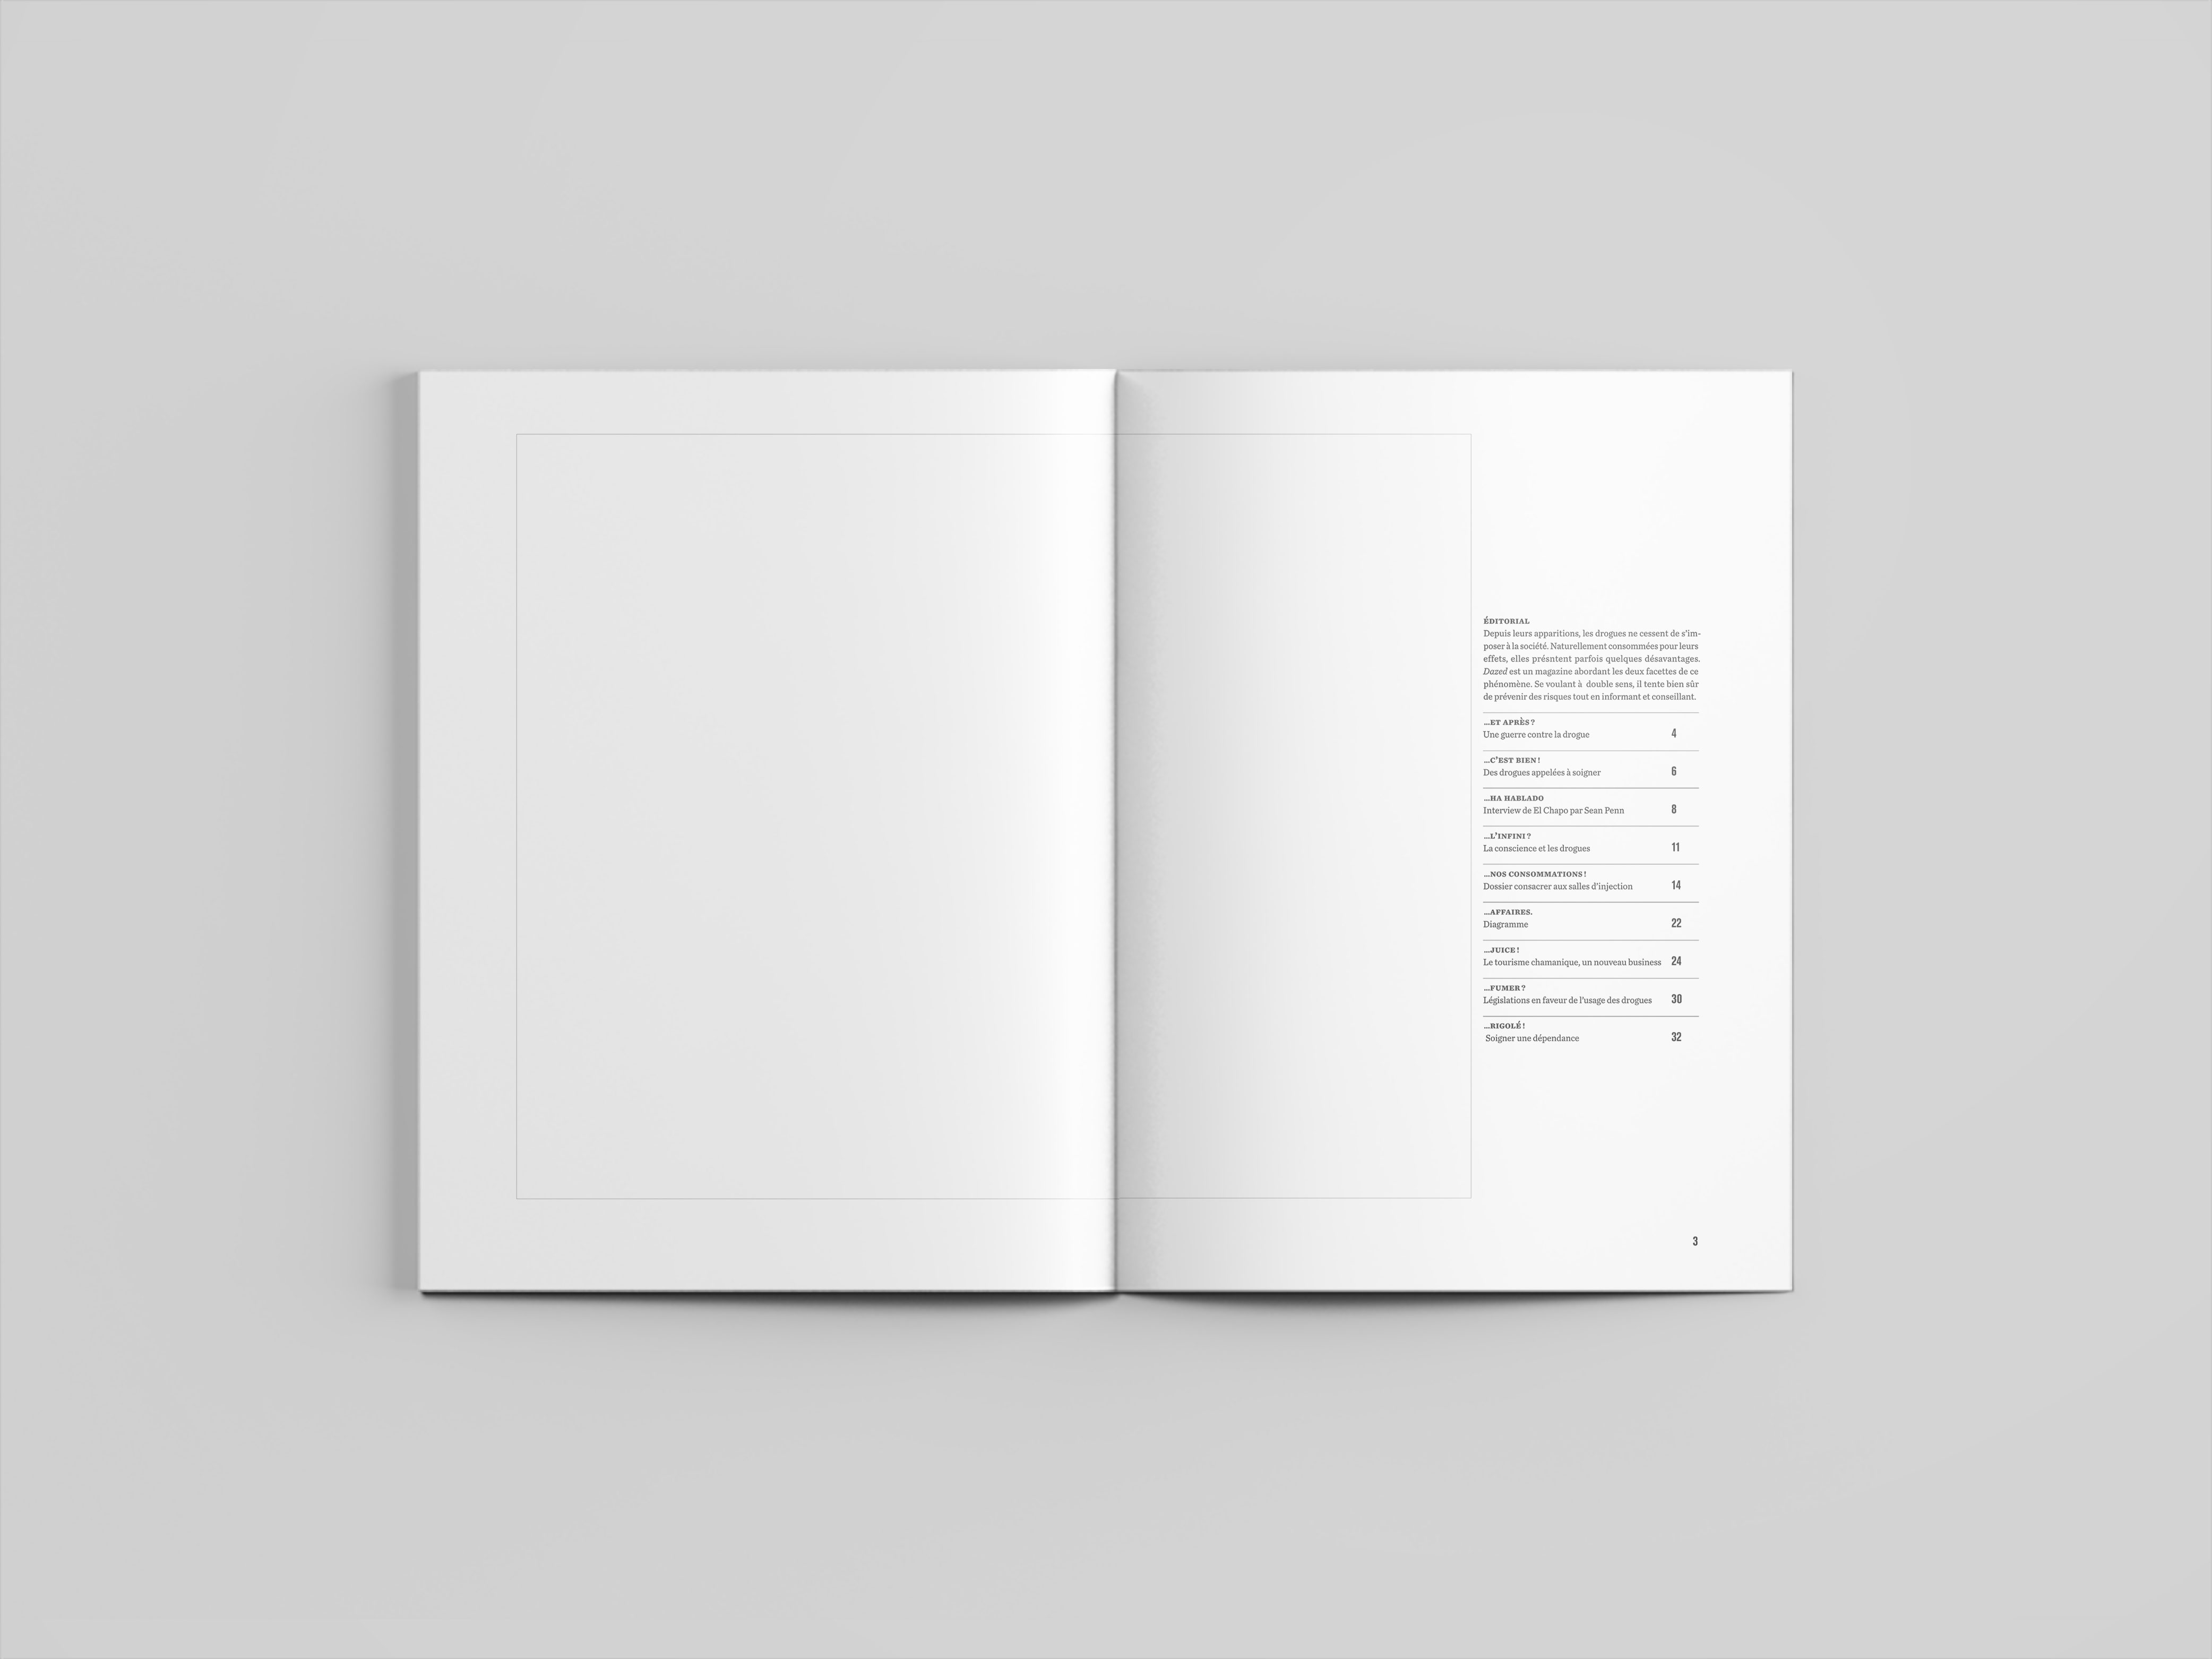 ÉDITORIAL
Depuis leurs apparitions, les drogues ne cessent de s'im-
poser à la société. Naturellement consommées pour leurs
effets, elles présntent parfois quelques désavantages.
Dazed est un magazine abordant les deux facettes de ce
phénomène. Se voulant à double sens, il tente bien sûr
de prévenir des risques tout en informant et conseillant.
...ET APRÈS ?
Une guerre contre la drogue 4
...C'EST BIEN !
Des drogues appelées à soigner 6
...HA HABLADO
Interview de El Chapo par Sean Penn 8
...L'INFINI ?
La conscience et les drogues 11
...NOS CONSOMMATIONS !
Dossier consacrer aux salles d'injection 14
...AFFAIRES.
Diagramme 22
...JUICE !
Le tourisme chamanique, un nouveau business 24
...FUMER ?
Législations en faveur de l'usage des drogues 30
...RIGOLÉ !
Soigner une dépendance 32
3